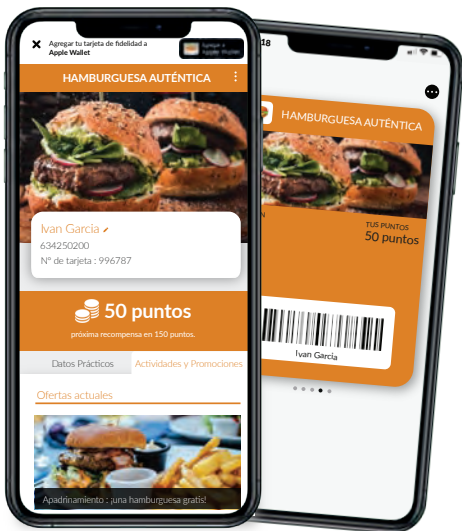 Agregar tu tarjeta de fidelidad a
Apple Wallet
HAMBURGUESA AUTÉNTICA
Ivan Garcia
634250200
N° de tarjeta : 996787
50 puntos
próxima recompensa en 150 puntos.
Datos Prácticos
Actividades y Promociones
Ofertas actuales
Apadrinamiento : ¡una hamburguesa gratis!
18
HAMBURGUESA AUTÉNTICA
TUS PUNTOS
50 puntos
Ivan Garcia